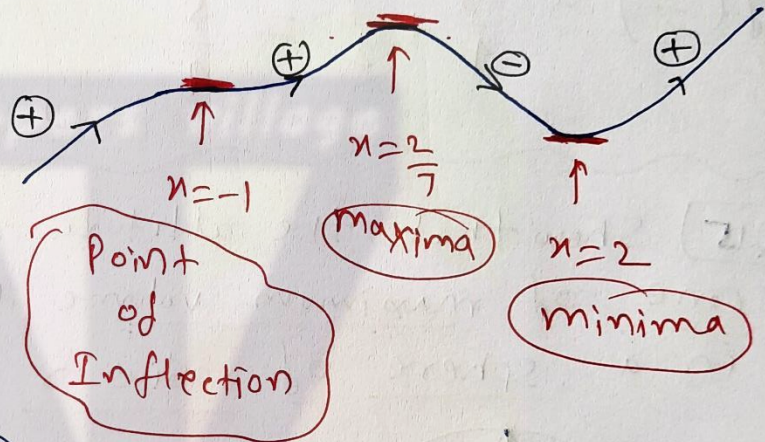 ⊕
⊕
⊖
⊕
x=-1
x=2/7
x=2
Point
of
Inflection
maxima
minima